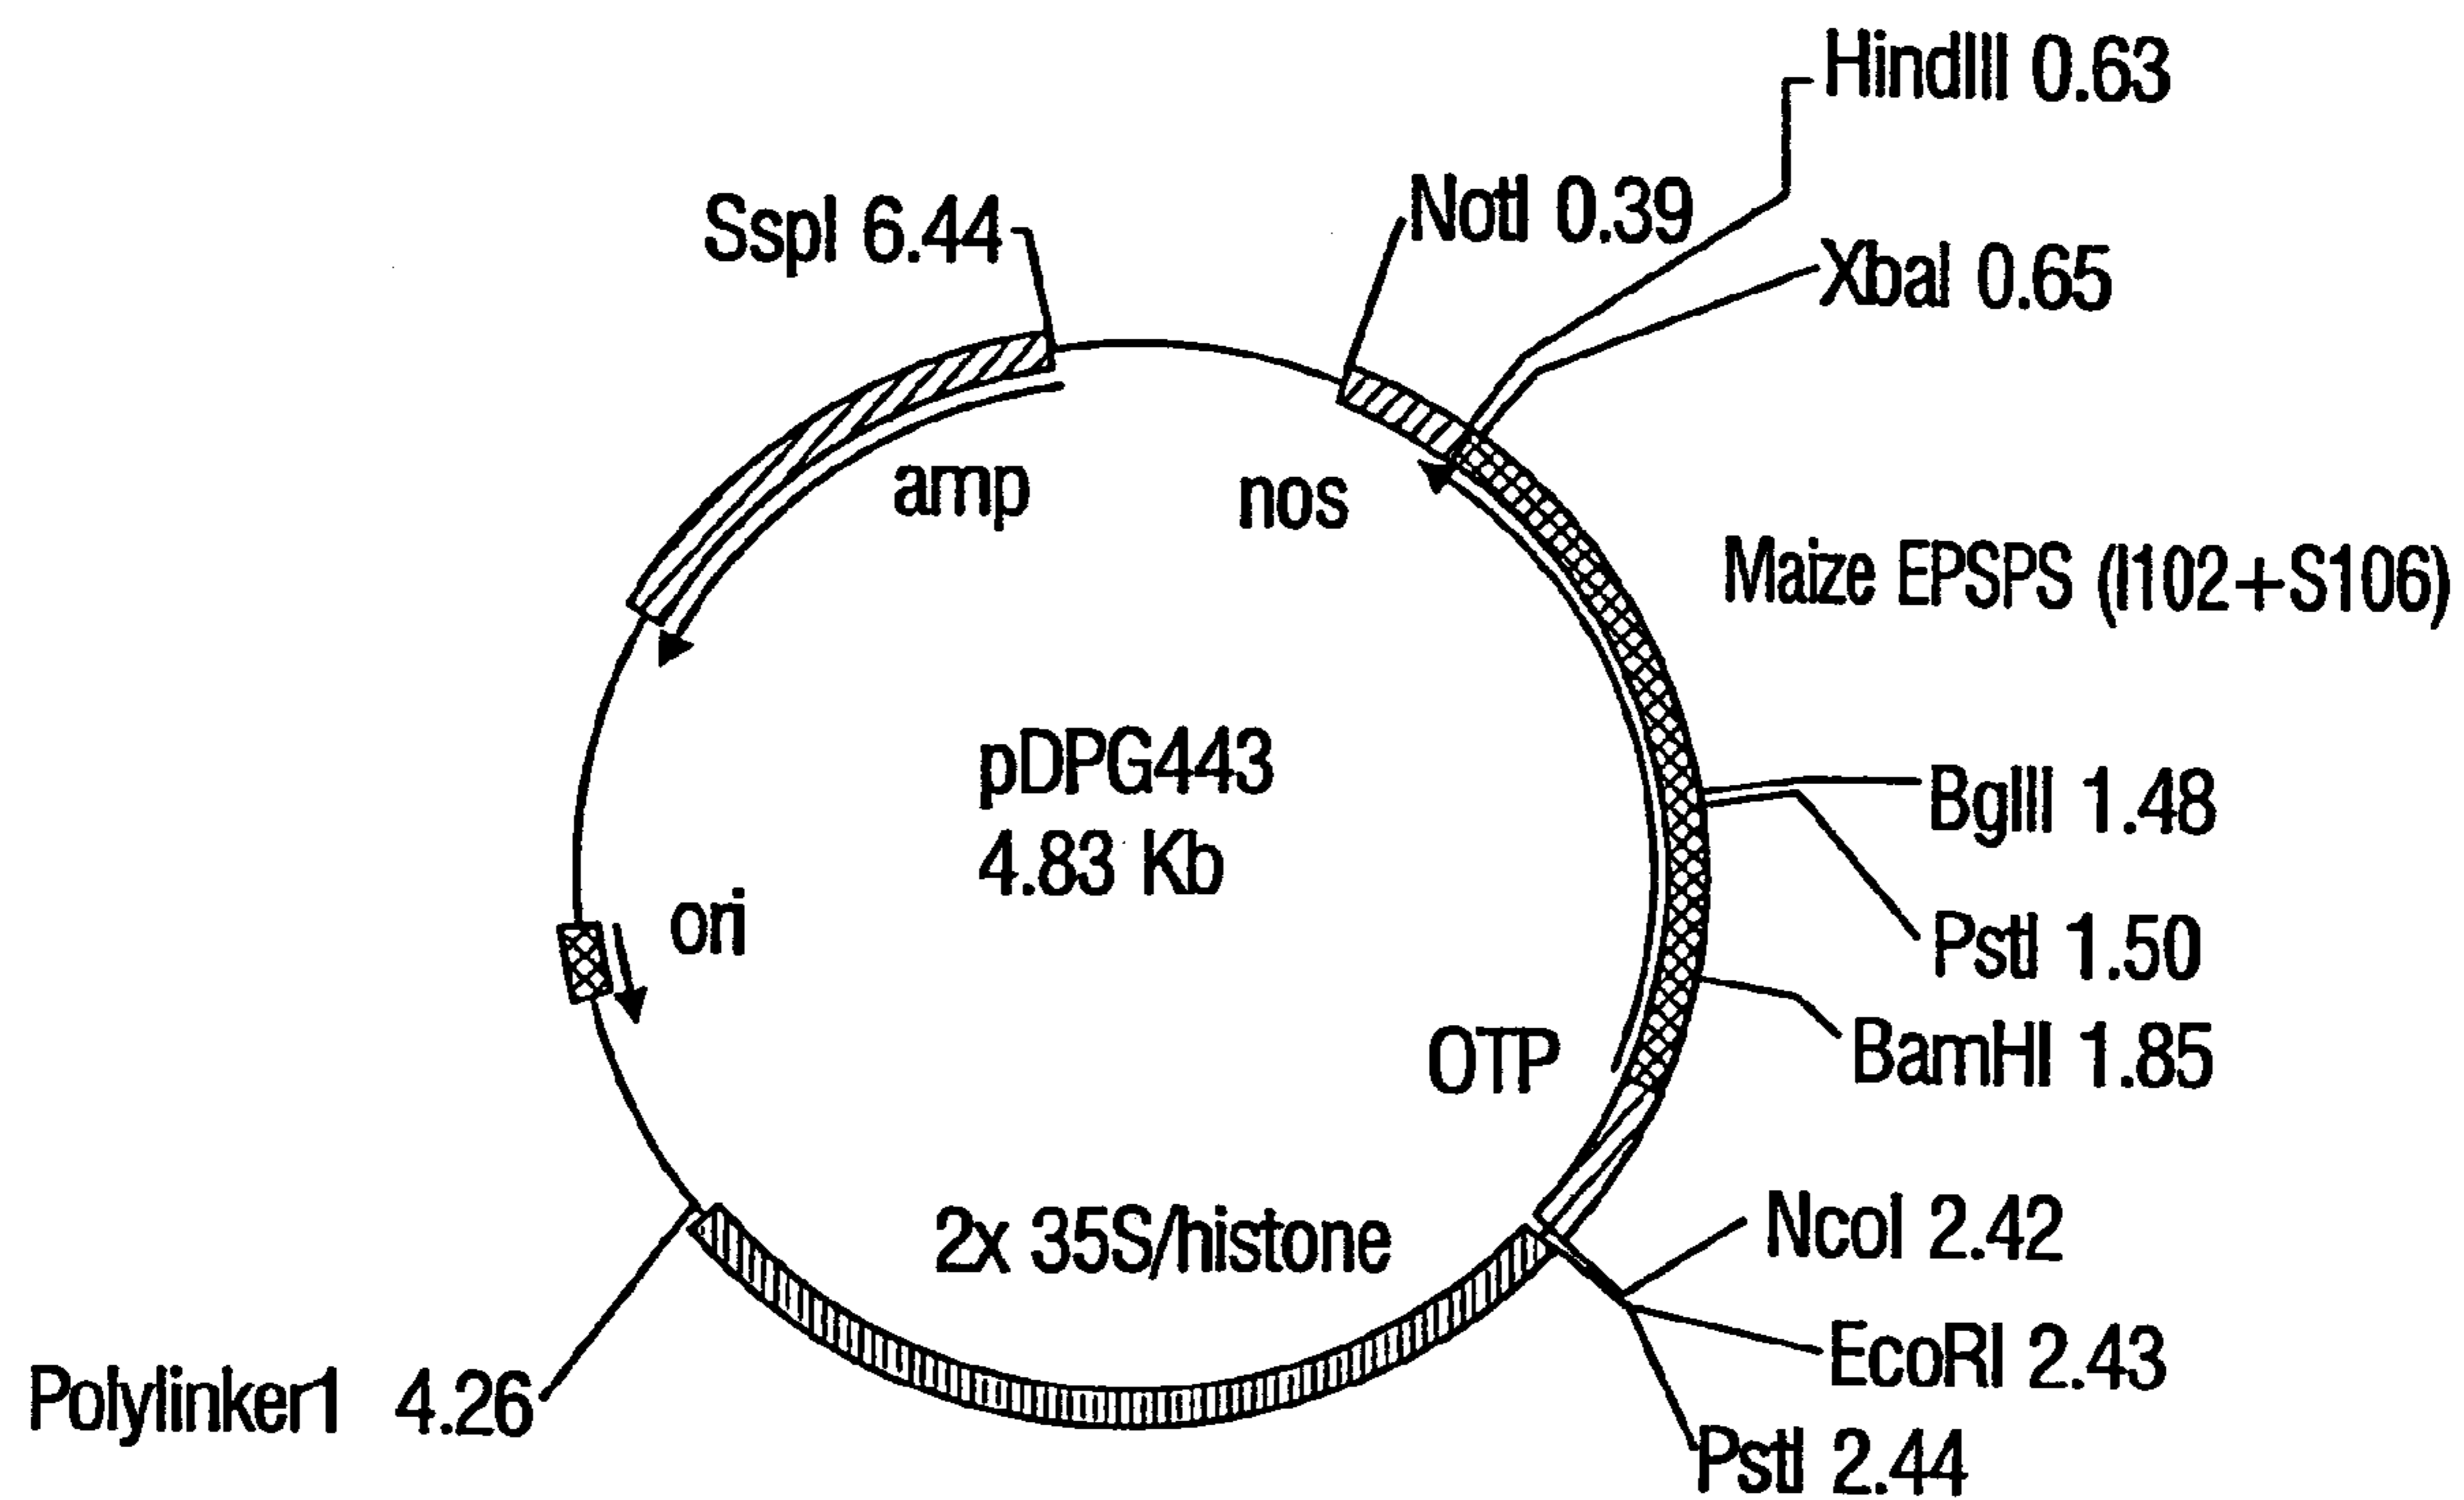 HindIII 0.63
NotI 0.39
SspI 6.44
XbaI 0.65
amp
nos
Maize EPSPS (I102+S106)
pDPG443
4.83 Kb
BglII 1.48
ori
PstI 1.50
OTP
BamHI 1.85
2x 35S/histone
NcoI 2.42
EcoRI 2.43
Polylinker1 4.26
PstI 2.44